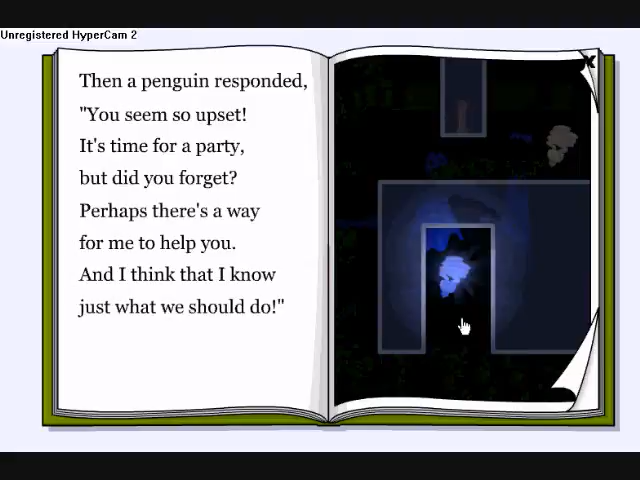 Unregistered HyperCam 2
Then a penguin responded,
"You seem so upset!
It's time for a party,
but did you forget?
Perhaps there's a way
for me to help you.
And I think that I know
just what we should do!"
X